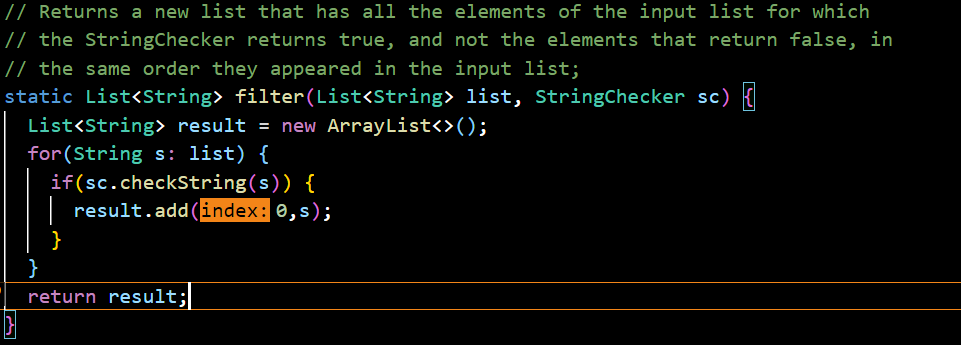 // Returns a new list that has all the elements of the input list for which
// the StringChecker returns true, and not the elements that return false, in
// the same order they appeared in the input list;
static List<String> filter(List<String> list, StringChecker sc) {
  List<String> result = new ArrayList<>();
  for(String s: list) {
    if(sc.checkString(s)) {
      result.add(index: 0,s);
    }
  }
  return result;
}